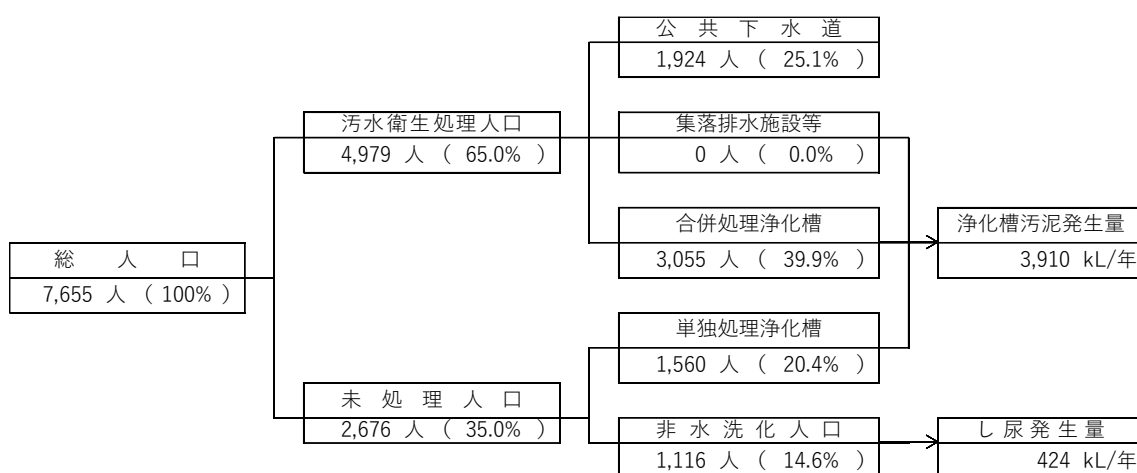 総人口
7,655 人 ( 100% )
汚水衛生処理人口
4,979 人 ( 65.0% )
未処理人口
2,676 人 ( 35.0% )
公共下水道
1,924 人 ( 25.1% )
集落排水施設等
0 人 ( 0.0% )
合併処理浄化槽
3,055 人 ( 39.9% )
単独処理浄化槽
1,560 人 ( 20.4% )
非水洗化人口
1,116 人 ( 14.6% )
浄化槽汚泥発生量
3,910 kL/年
し尿発生量
424 kL/年